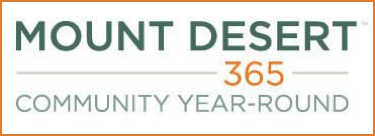 MOUNT DESERT™
365
COMMUNITY YEAR-ROUND